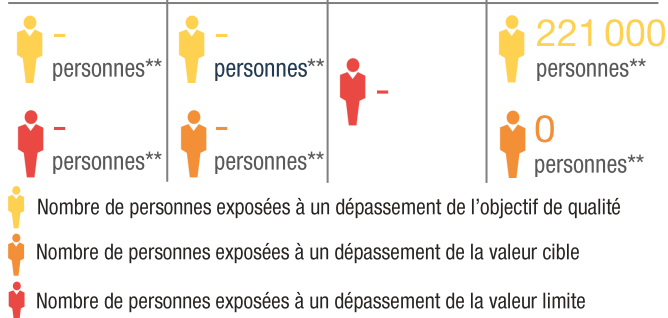 - - 221 000
personnes** personnes** personnes**
-
- - 0
personnes** personnes** personnes**
Nombre de personnes exposées à un dépassement de l'objectif de qualité
Nombre de personnes exposées à un dépassement de la valeur cible
Nombre de personnes exposées à un dépassement de la valeur limite